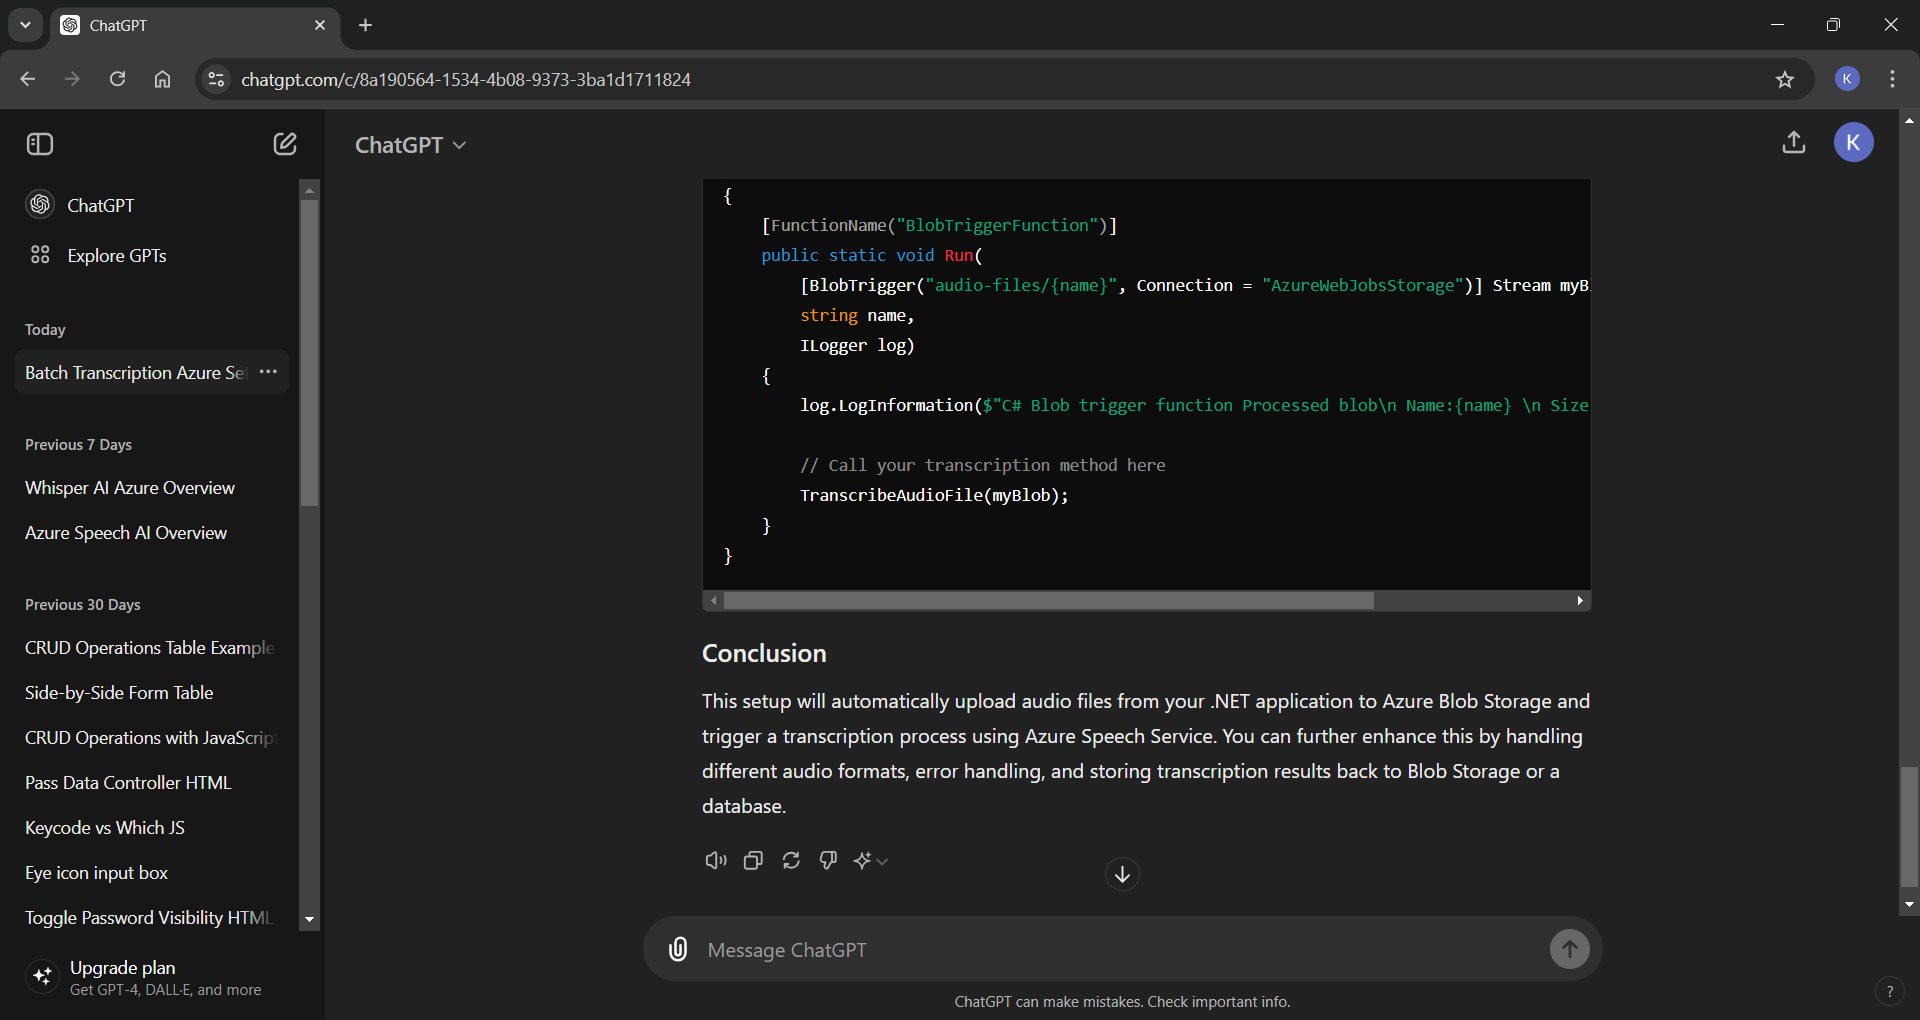 ChatGPT
chatgpt.com/c/8a190564-1534-4b08-9373-3ba1d1711824
K
ChatGPT
K
ChatGPT
Explore GPTs
Today
Batch Transcription Azure Se
Previous 7 Days
Whisper AI Azure Overview
Azure Speech AI Overview
Previous 30 Days
CRUD Operations Table Example
Side-by-Side Form Table
CRUD Operations with JavaScrip
Pass Data Controller HTML
Keycode vs Which JS
Eye icon input box
Toggle Password Visibility HTML
Upgrade plan
Get GPT-4, DALL·E, and more
{
[FunctionName("BlobTriggerFunction")]
public static void Run(
[BlobTrigger("audio-files/{name}", Connection = "AzureWebJobsStorage")] Stream myB
string name,
ILogger log)
{
log.LogInformation($"C# Blob trigger function Processed blob\n Name:{name} \n Size
// Call your transcription method here
TranscribeAudioFile(myBlob);
}
}
Conclusion
This setup will automatically upload audio files from your .NET application to Azure Blob Storage and
trigger a transcription process using Azure Speech Service. You can further enhance this by handling
different audio formats, error handling, and storing transcription results back to Blob Storage or a
database.
Message ChatGPT
ChatGPT can make mistakes. Check important info.
?